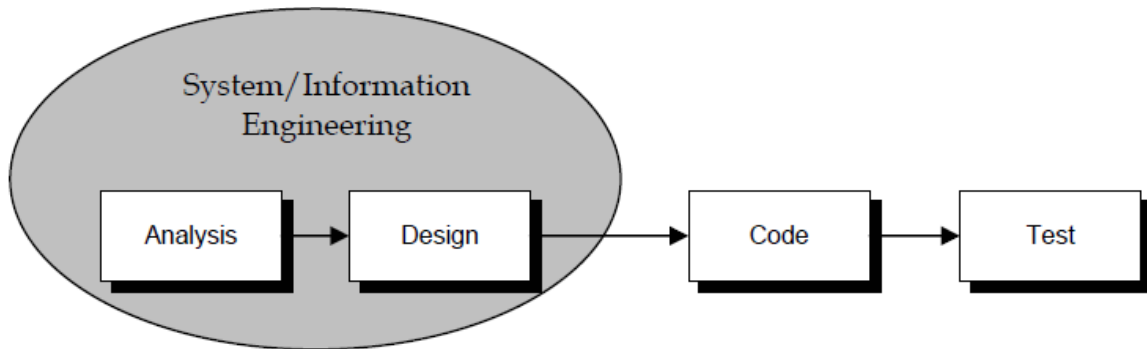 System/Information
Engineering
Analysis
Design
Code
Test